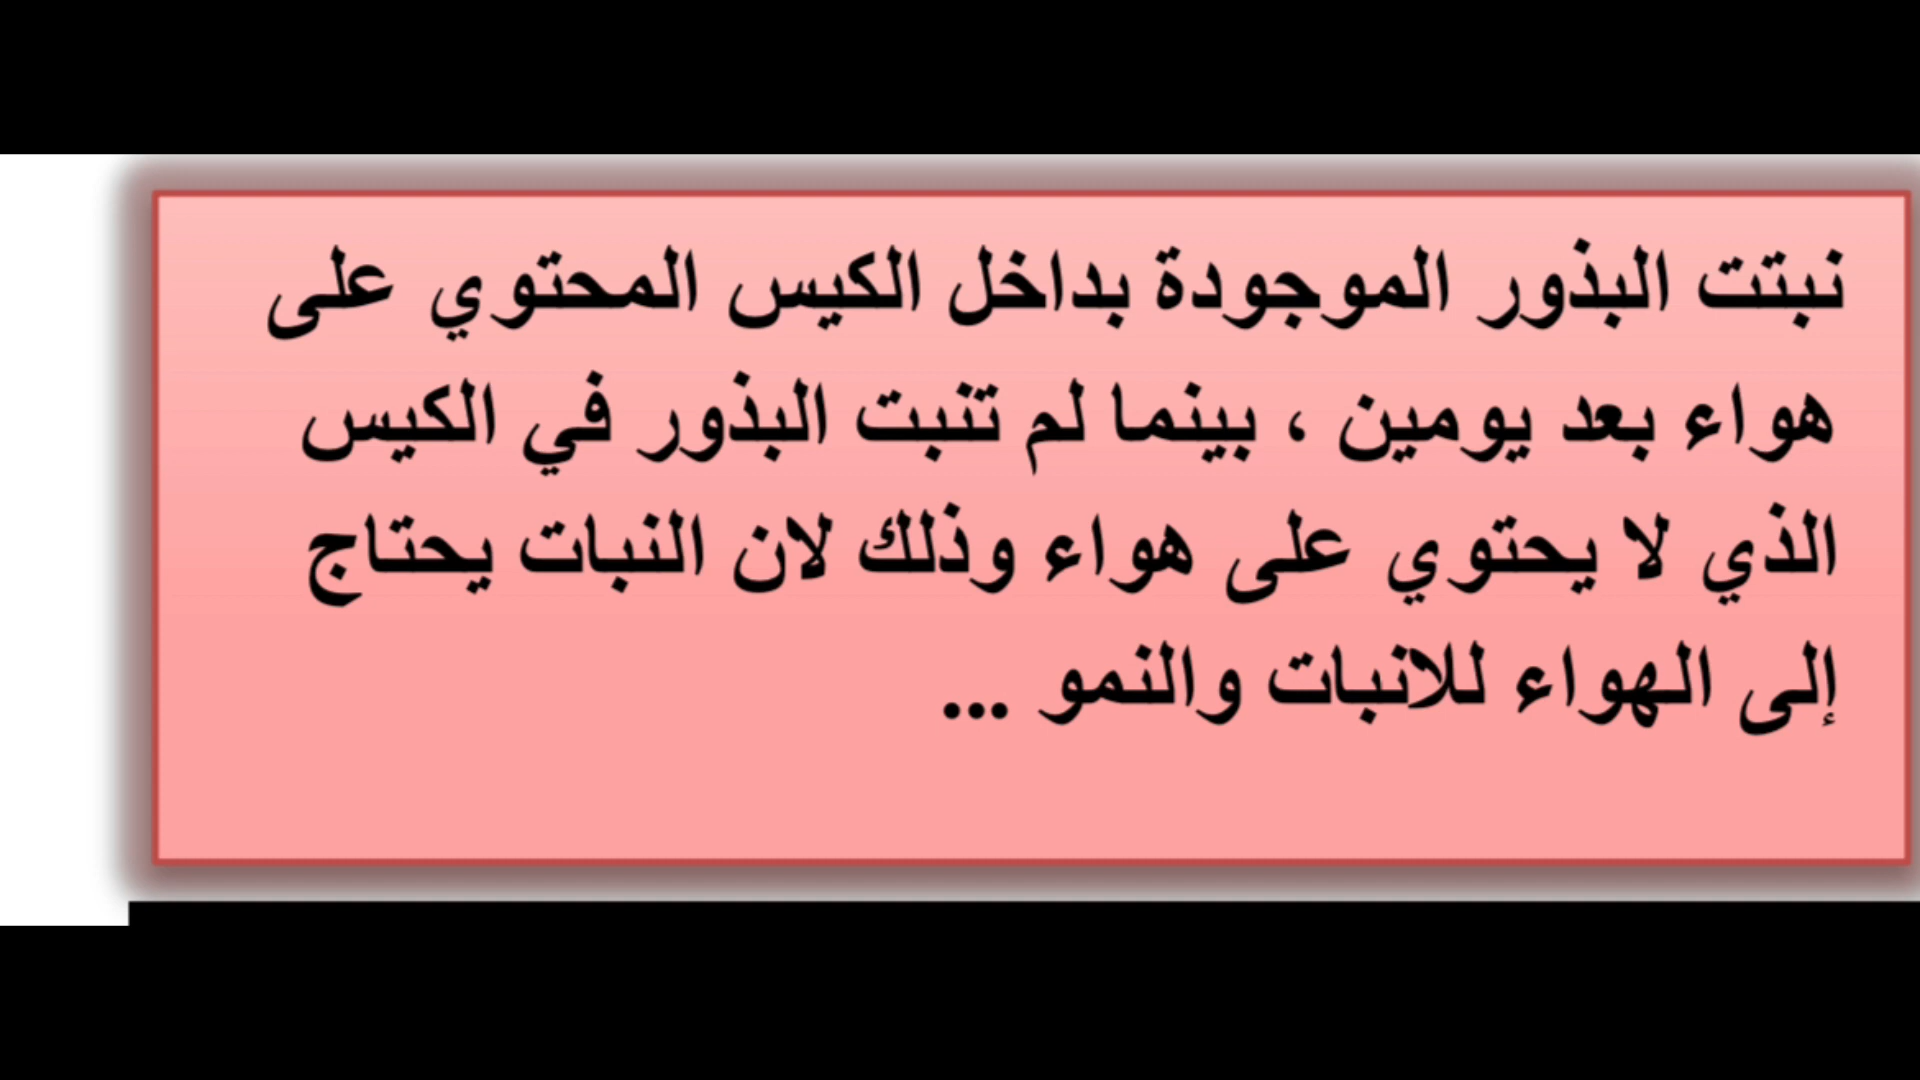 نبتت البذور الموجودة بداخل الكيس المحتوي على
هواء بعد يومين ، بينما لم تنبت البذور في الكيس
الذي لا يحتوي على هواء وذلك لان النبات يحتاج
إلى الهواء للانبات والنمو ...